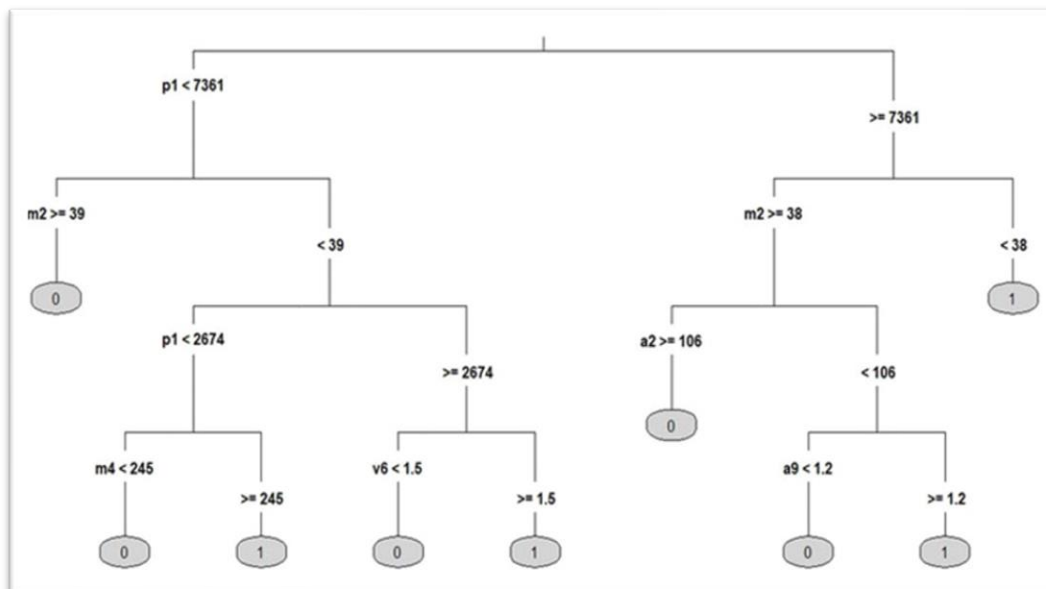 p1 < 7361
>= 7361
m2 >= 39
< 39
m2 >= 38
< 38
0
1
p1 < 2674
>= 2674
a2 >= 106
< 106
0
m4 < 245
>= 245
v6 < 1.5
>= 1.5
a9 < 1.2
>= 1.2
0
1
0
1
0
1